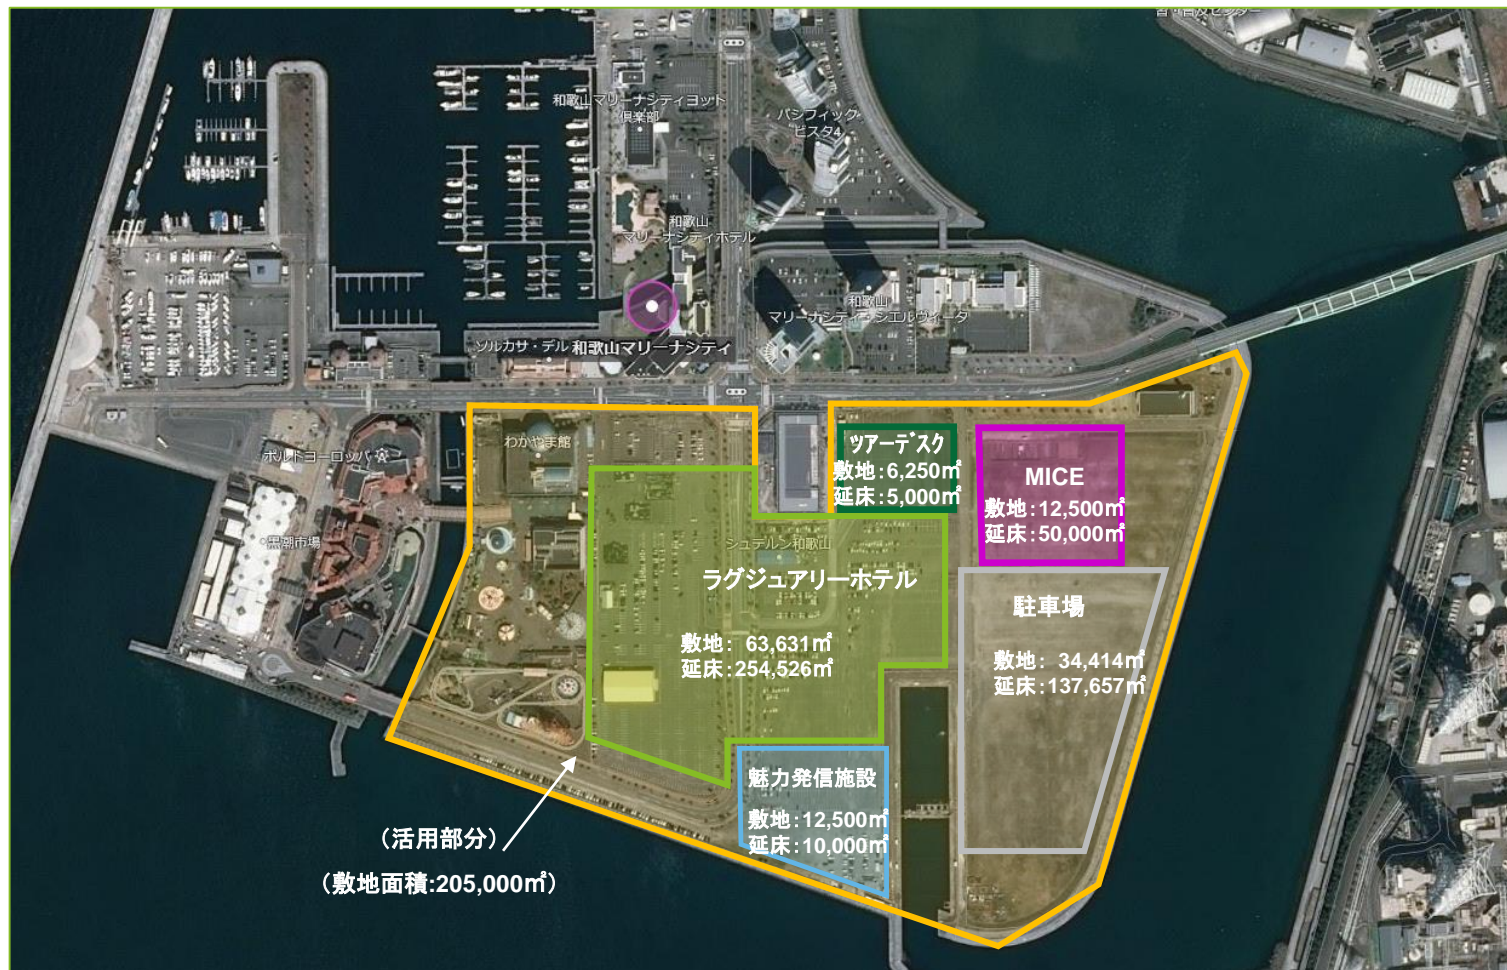 和歌山マリーナシティヨット
倶楽部
パシフィック
ビスタ4
和歌山
マリーナシティホテル
和歌山
マリーナシティ・シエルヴィータ
ソルカサ・デル
和歌山マリーナシティ
わかやま館
ポルトヨーロッパ
黒潮市場
ツアーデスク
敷地:6,250㎡
延床:5,000㎡
MICE
敷地:12,500㎡
延床:50,000㎡
シュテルン和歌山
ラグジュアリーホテル
敷地: 63,631㎡
延床:254,526㎡
駐車場
敷地: 34,414㎡
延床:137,657㎡
魅力発信施設
敷地:12,500㎡
延床:10,000㎡
（活用部分）
（敷地面積:205,000㎡）